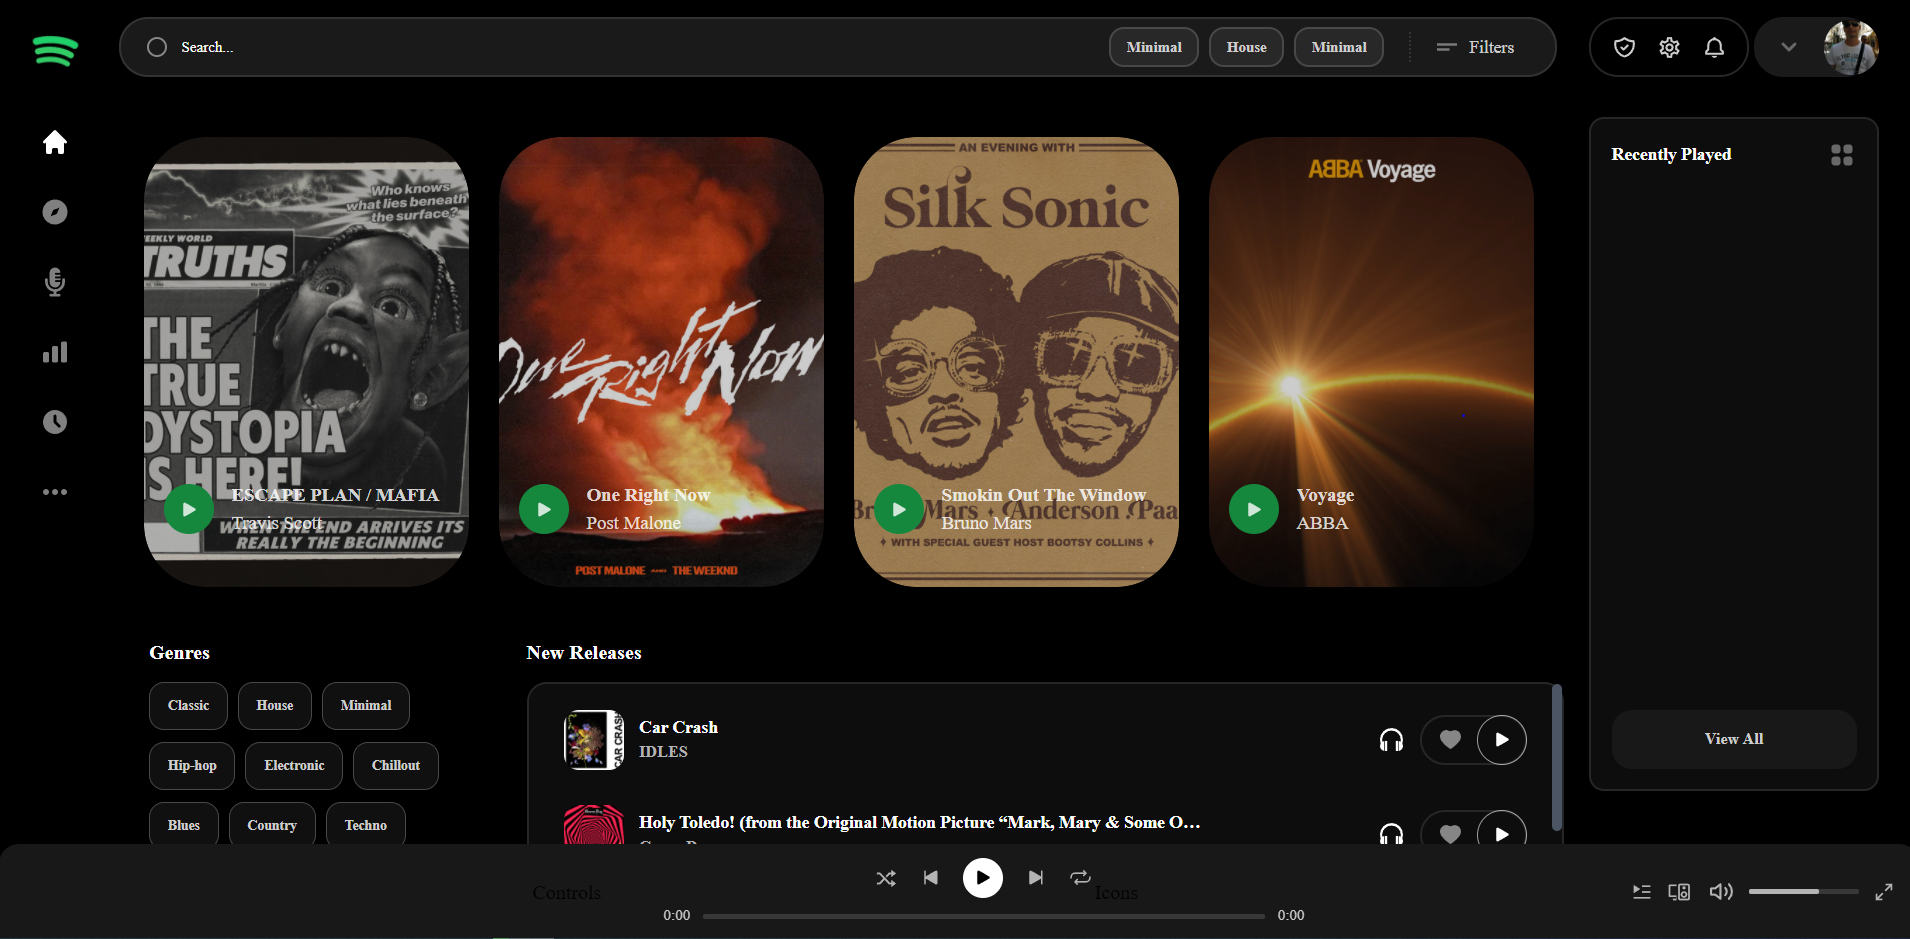 Search...
Minimal
House
Minimal
Filters
Who knows
what lies beneath
the surface?
WEEKLY WORLD
TRUTHS
THE
TRUE
DYSTOPIA
IS HERE!
ESCAPE PLAN / MAFIA
Travis Scott
WHEN THE END ARRIVES ITS
REALLY THE BEGINNING
One Right Now
One Right Now
Post Malone
POST MALONE AND THE WEEKND
AN EVENING WITH
Silk Sonic
Smokin Out The Window
Bruno Mars
Br Mars Anderson .Paa
WITH SPECIAL GUEST HOST BOOTSY COLLINS
ABBA Voyage
Voyage
ABBA
Recently Played
View All
Genres
Classic
House
Minimal
Hip-hop
Electronic
Chillout
Blues
Country
Techno
New Releases
CAR CRASH
Car Crash
IDLES
Holy Toledo! (from the Original Motion Picture “Mark, Mary & Some O...
Controls
Icons
0:00
0:00